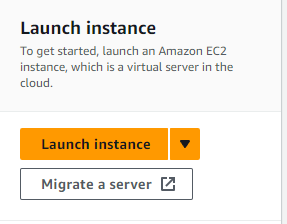 Launch instance
To get started, launch an Amazon EC2
instance, which is a virtual server in the
cloud.
Launch instance
Migrate a server